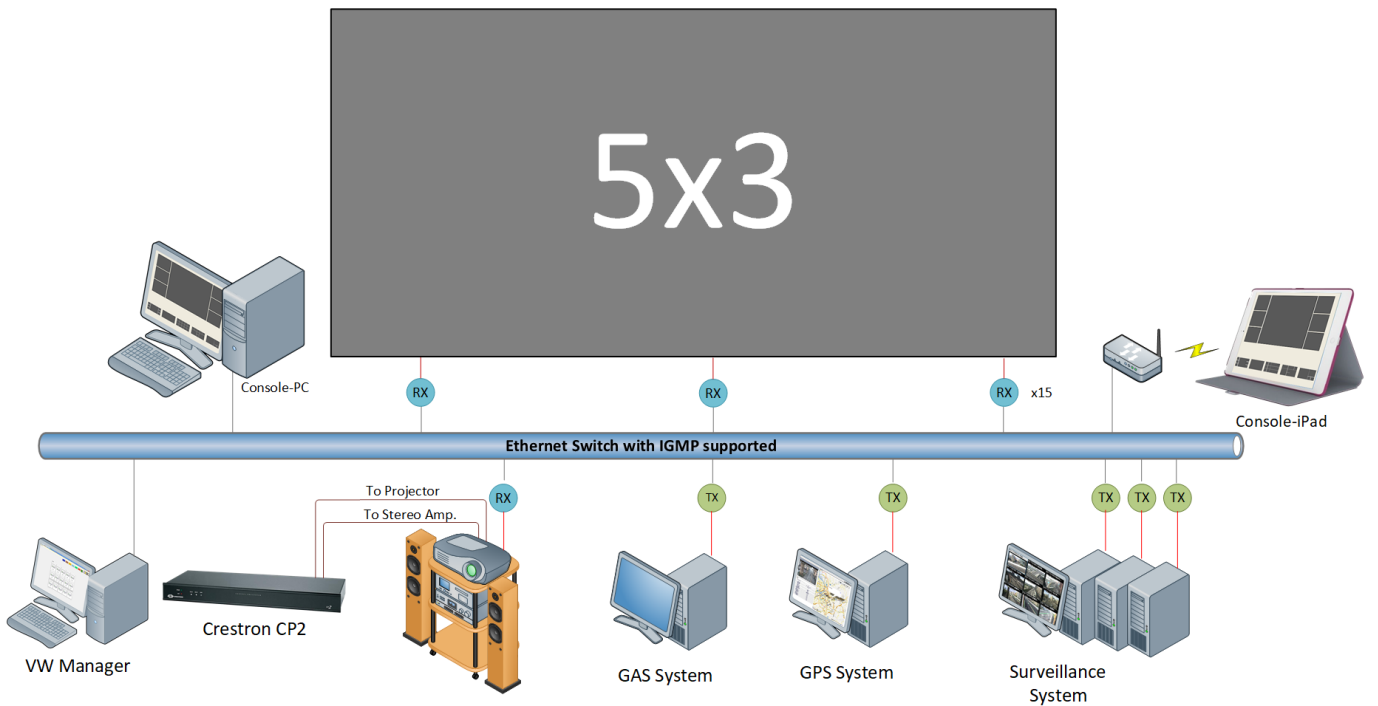 5x3
Console-PC
RX
RX
RX
x15
Console-iPad
Ethernet Switch with IGMP supported
To Projector
To Stereo Amp.
RX
TX
TX
TX
TX
TX
Crestron CP2
VW Manager
GAS System
GPS System
Surveillance
System